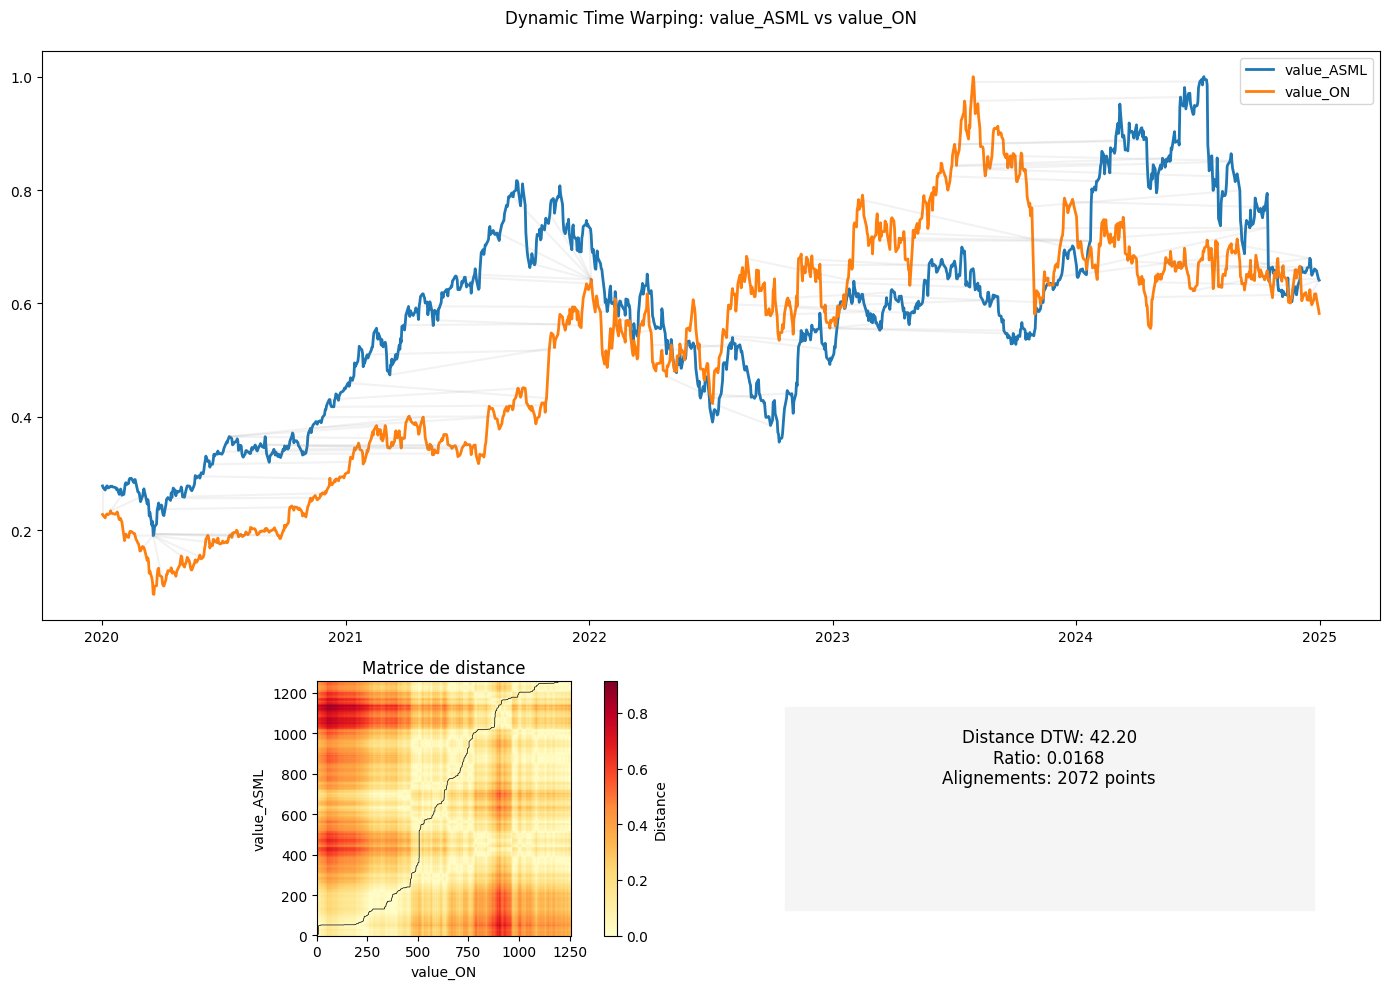 Dynamic Time Warping: value_ASML vs value_ON
value_ASML
value_ON
1.0
0.8
0.6
0.4
0.2
2020 2021 2022 2023 2024 2025
Matrice de distance
value_ASML
1200
1000
800
600
400
200
0
0 250 500 750 1000 1250
value_ON
0.8
0.6
0.4
0.2
0.0
Distance
Distance DTW: 42.20
Ratio: 0.0168
Alignements: 2072 points